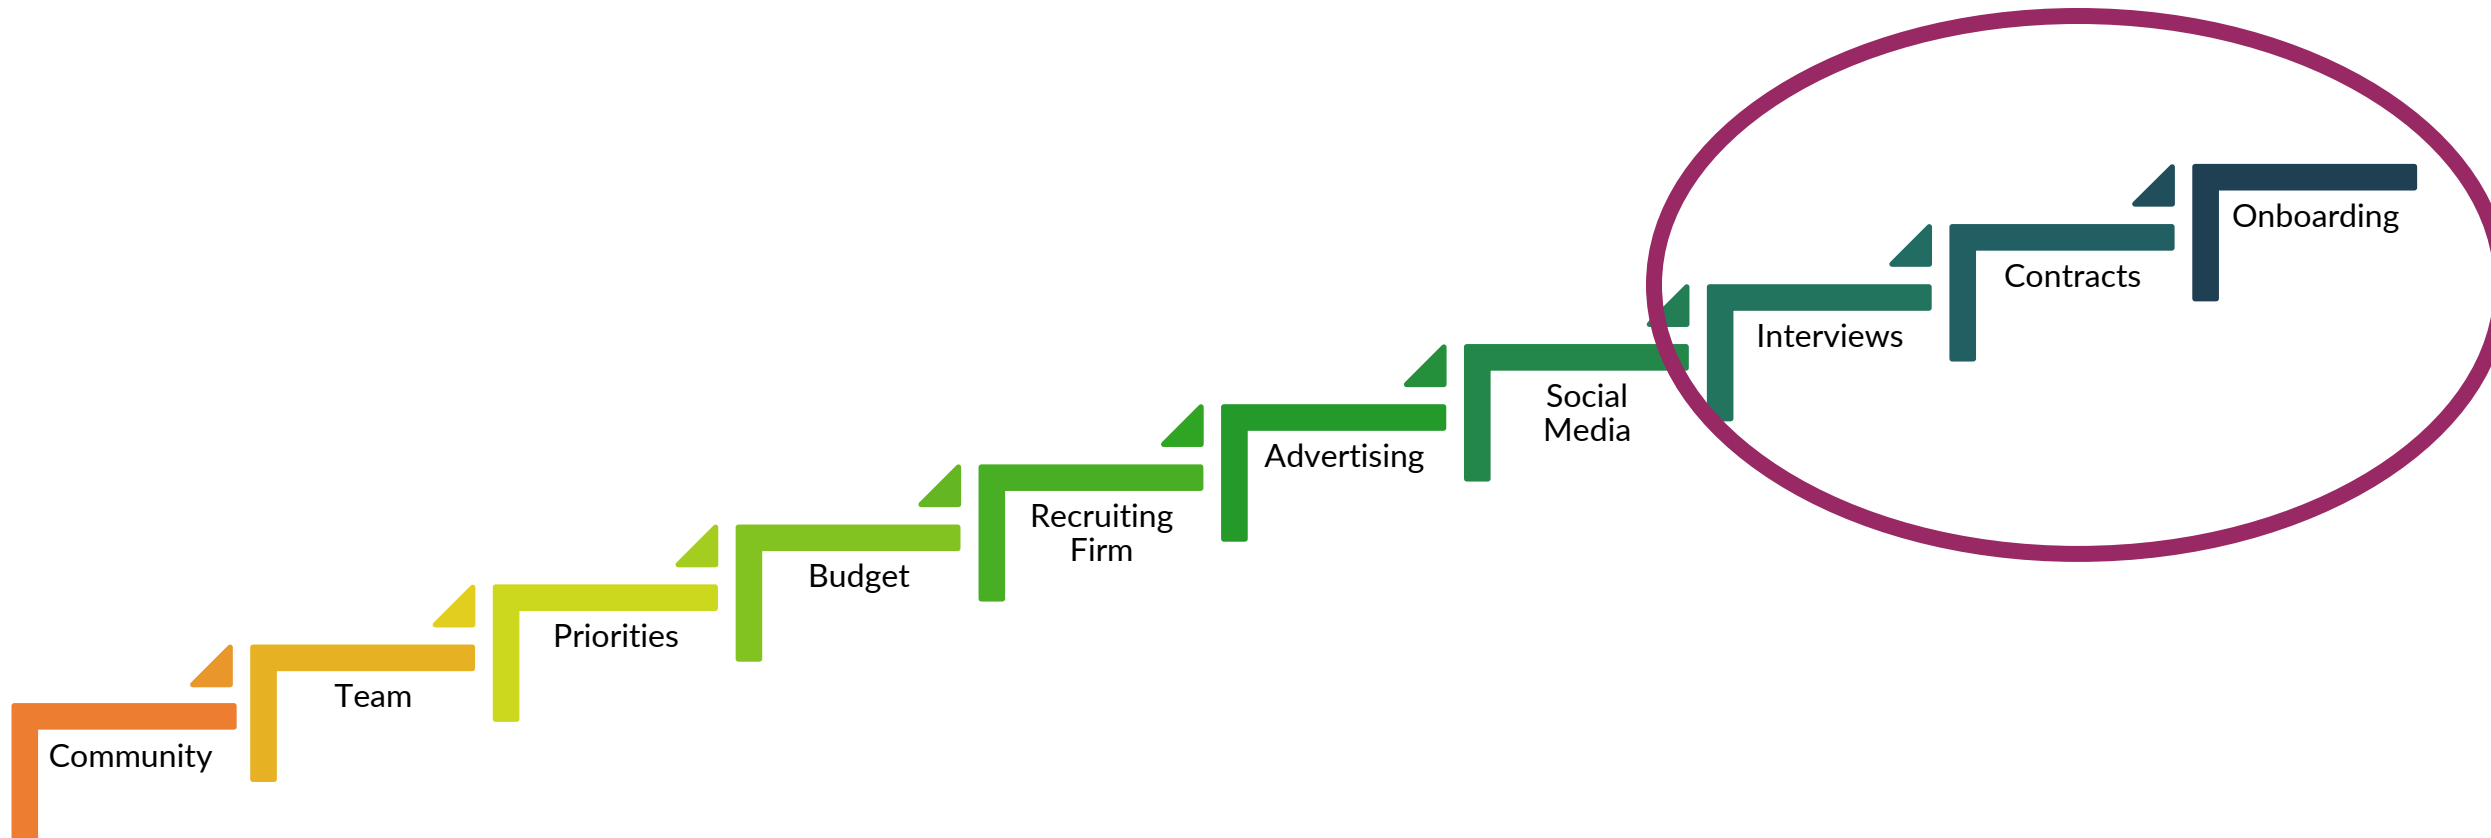 Community
Team
Priorities
Budget
Recruiting
Firm
Advertising
Social
Media
Interviews
Contracts
Onboarding